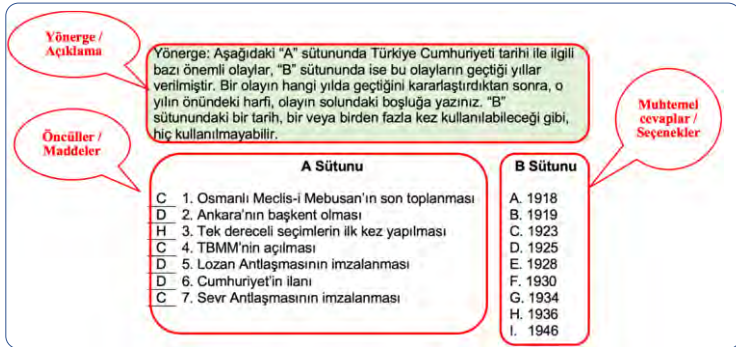 Yönerge /
Açıklama
Yönerge: Aşağıdaki “A” sütununda Türkiye Cumhuriyeti tarihi ile ilgili
bazı önemli olaylar, “B” sütununda ise bu olayların geçtiği yıllar
verilmiştir. Bir olayın hangi yılda geçtiğini kararlaştırdıktan sonra, o
yılın önündeki harfi, olayın solundaki boşluğa yazınız. “B”
sütunundaki bir tarih, bir veya birden fazla kez kullanılabileceği gibi,
hiç kullanılmayabilir.
Muhtemel
cevaplar /
Seçenekler
Öncüller /
Maddeler
A Sütunu
C 1. Osmanlı Meclis-i Mebusan’ın son toplanması
D 2. Ankara’nın başkent olması
H 3. Tek dereceli seçimlerin ilk kez yapılması
C 4. TBMM’nin açılması
D 5. Lozan Antlaşmasının imzalanması
D 6. Cumhuriyet’in ilanı
C 7. Sevr Antlaşmasının imzalanması
B Sütunu
A. 1918
B. 1919
C. 1923
D. 1925
E. 1928
F. 1930
G. 1934
H. 1936
I. 1946